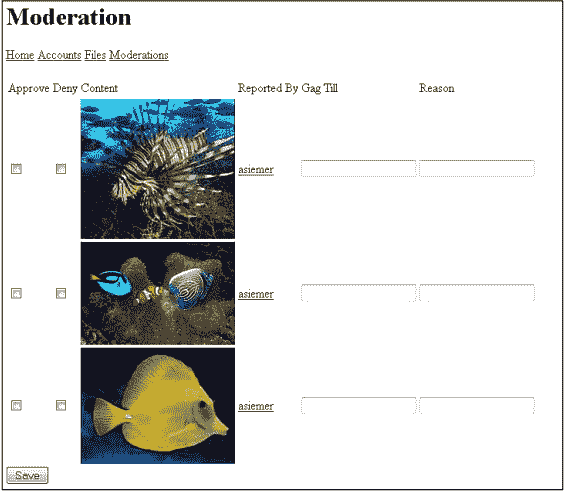 Moderation
Home Accounts Files Moderations
Approve Deny Content Reported By Gag Till Reason
asiemer
asiemer
asiemer
Save